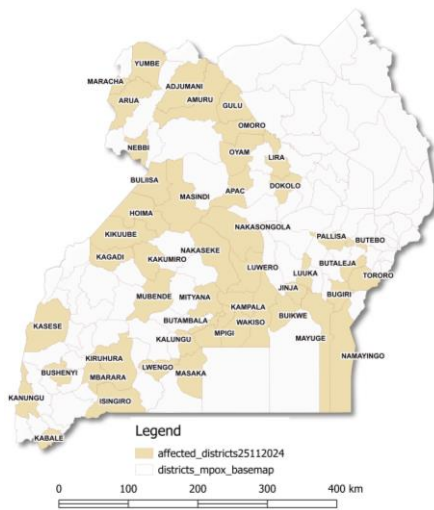 YUMBE
MARACHA
ADJUMANI
ARUA
AMURU
GULU
OMORO
NEBBI
OYAM
LIRA
BULIISA
DOKOLO
MASINDI
APAC
HOIMA
NAKASONGOLA
KIKUUBE
PALLISA
BUTEBO
NAKASEKE
KAGADI
KAKUMIRO
LUWERO
LUUKA
BUTALEJA
TORORO
MUBENDE
MITYANA
JINJA
KASESE
KAMPALA
BUGIRI
BUTAMBALA
WAKISO
BUIKWE
KALUNGU
MPIGI
MAYUGE
KIRUHURA
NAMAYINGO
BUSHENYI
LWENGO
MBARARA
MASAKA
KANUNGU
ISINGIRO
KABALE
Legend
affected_districts25112024
districts_mpox_basemap
0 100 200 300 400 km